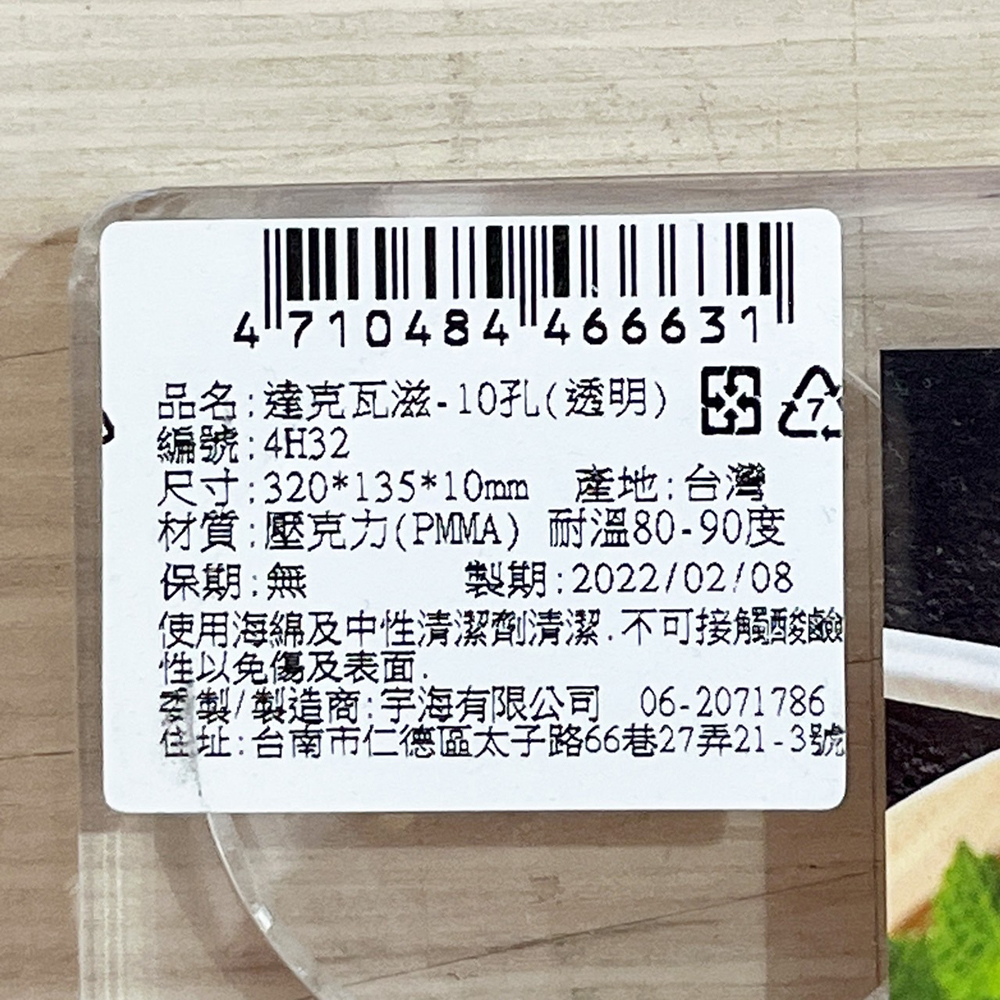 4710484466631
品名:達克瓦滋-10孔(透明)
7
編號:4H32
尺寸:320*135*10mm 產地:台灣
材質:壓克力(PMMA) 耐溫80-90度
保期:無 製期:2022/02/08
使用海綿及中性清潔劑清潔.不可接觸酸鹼
性以免傷及表面.
委製/製造商:宇海有限公司 06-2071786
住址:台南市仁德區太子路66巷27弄21-3號